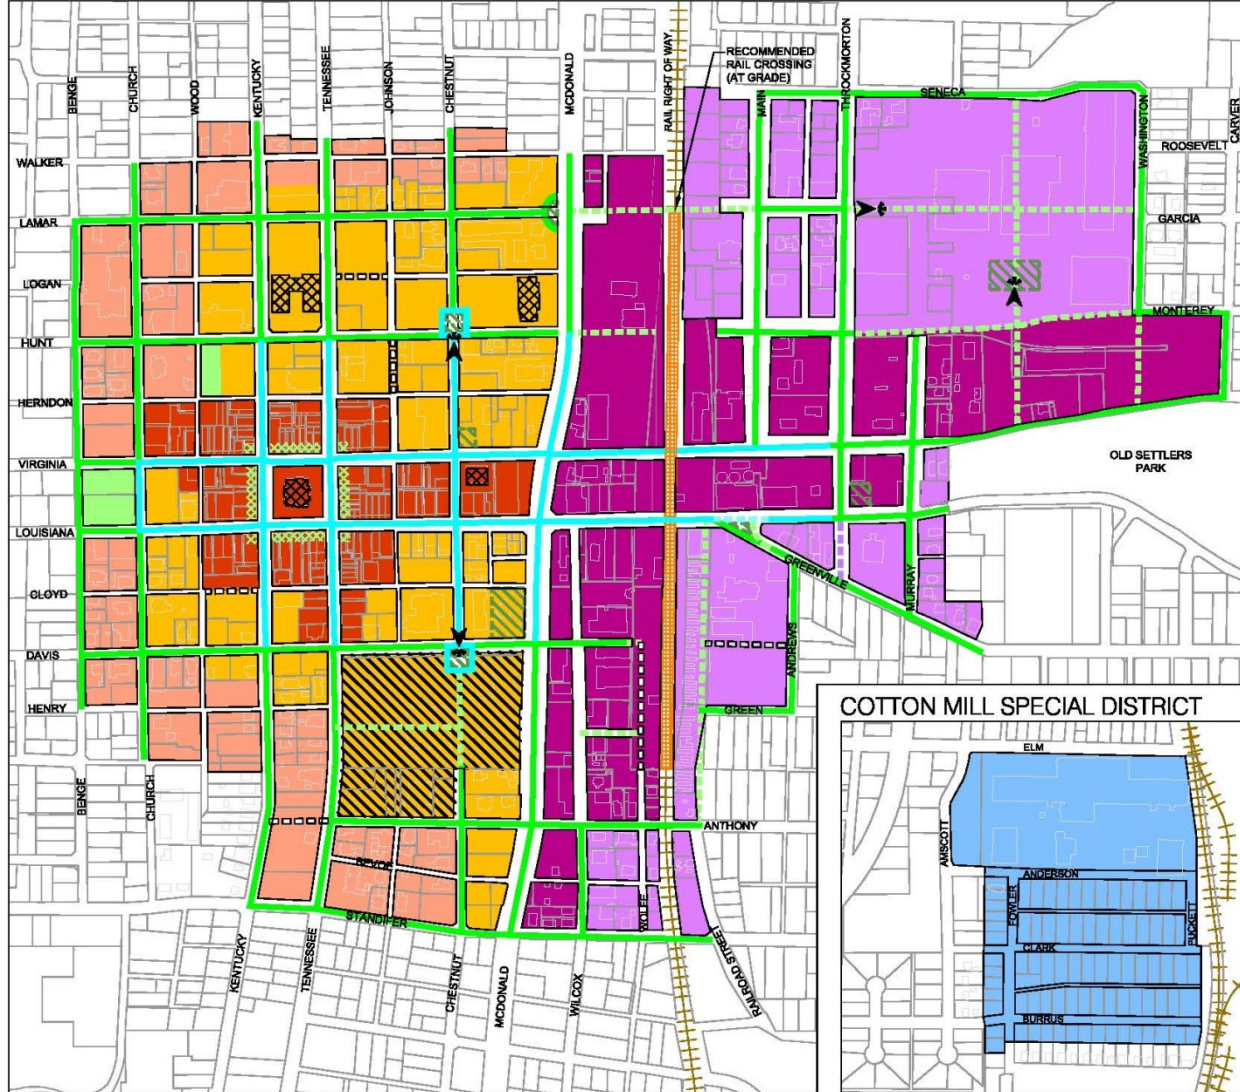 BENGE
CHURCH
WOOD
KENTUCKY
TENNESSEE
JOHNSON
CHESTNUT
MCDONALD
RAIL RIGHT OF WAY
RECOMMENDED
RAIL CROSSING
(AT GRADE)
MAIN
THROCKMORTON
SENECA
WASHINGTON
CARVER
ROOSEVELT
WALKER
LAMAR
GARCIA
LOGAN
MONTEREY
HUNT
HERNDON
VIRGINIA
OLD SETTLERS
PARK
LOUISIANA
GREENVILLE
CLOYD
MURRAY
DAVIS
ANDREWS
HENRY
GREEN
COTTON MILL SPECIAL DISTRICT
ELM
BENGE
CHURCH
ANTHONY
AMSCOTT
ANDERSON
FOWLER
PUCKETT
CLARK
BURRUS
STANDIFER
WOLFE
KENTUCKY
TENNESSEE
CHESTNUT
MCDONALD
WILCOX
RAILROAD STREET